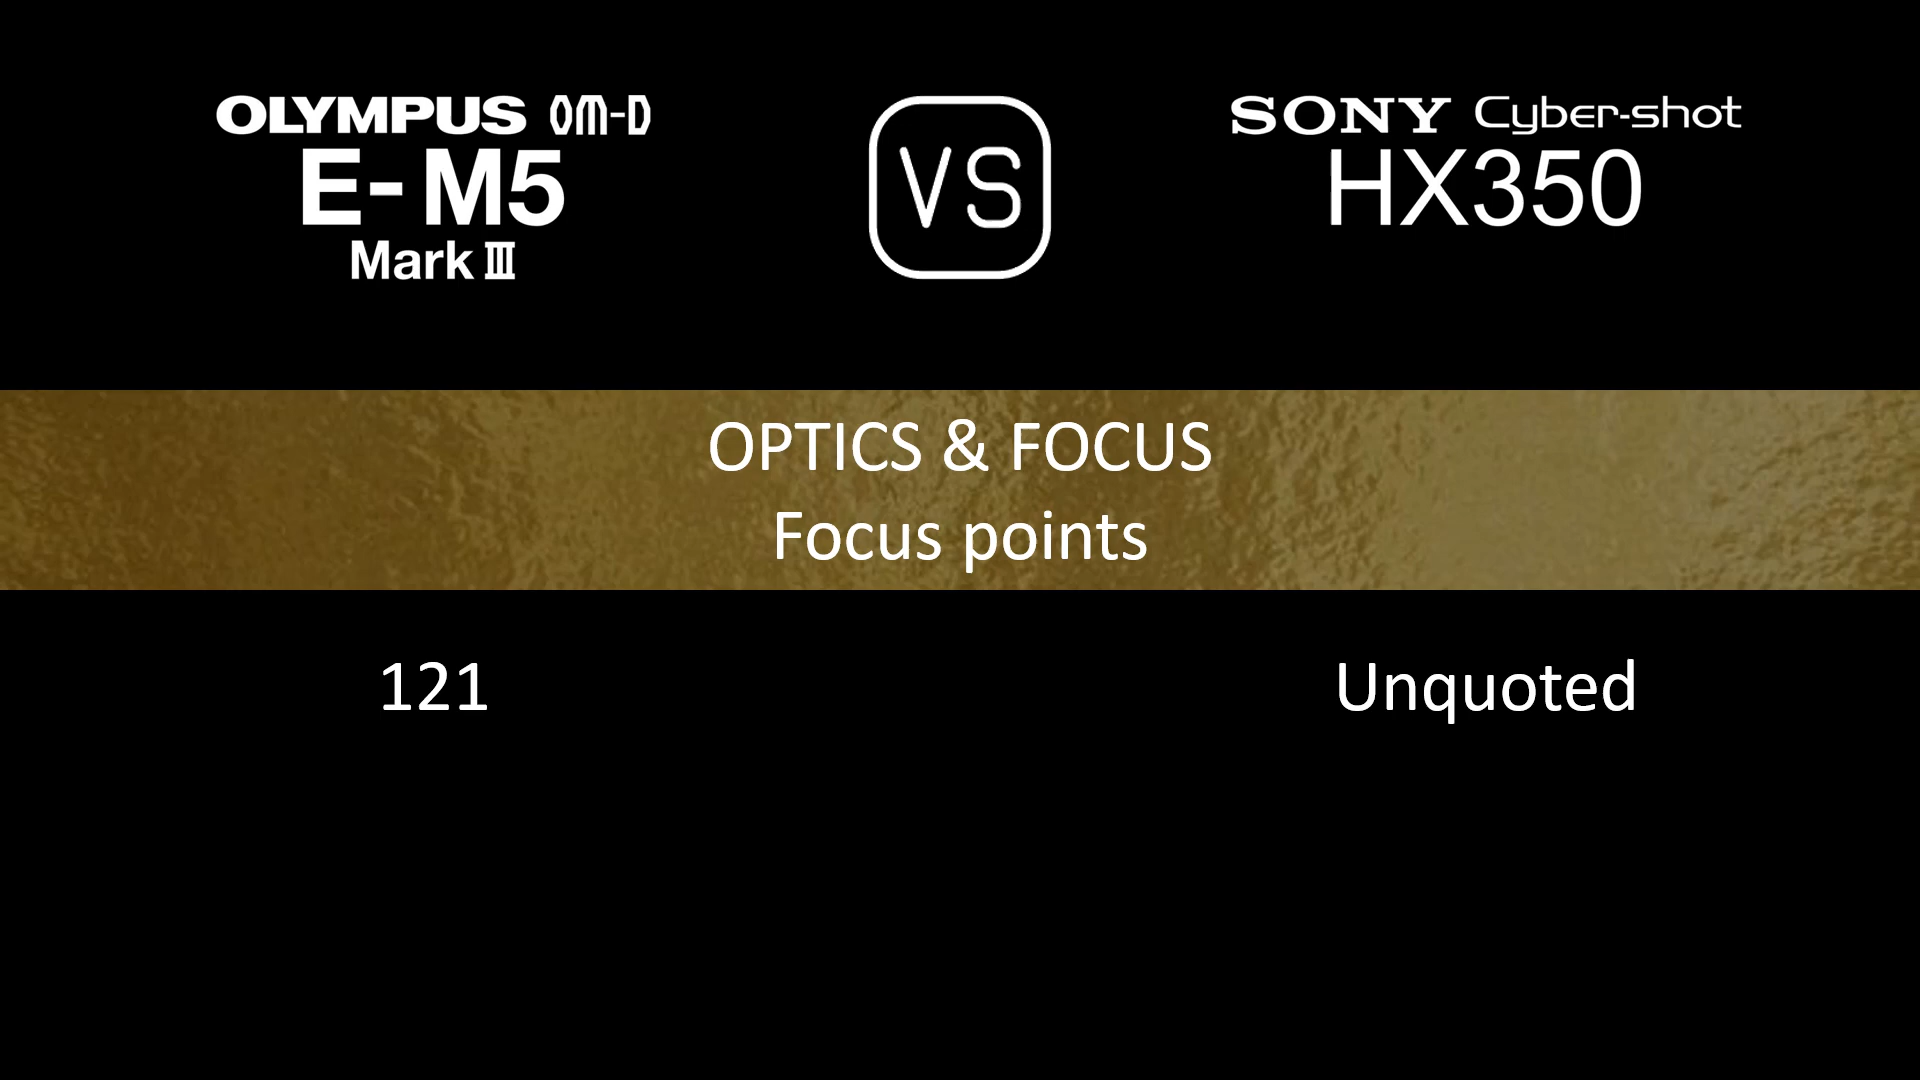 OLYMPUS OM-D
E-M5
Mark III
VS
SONY Cyber-shot
HX350
OPTICS & FOCUS
Focus points
121
Unquoted